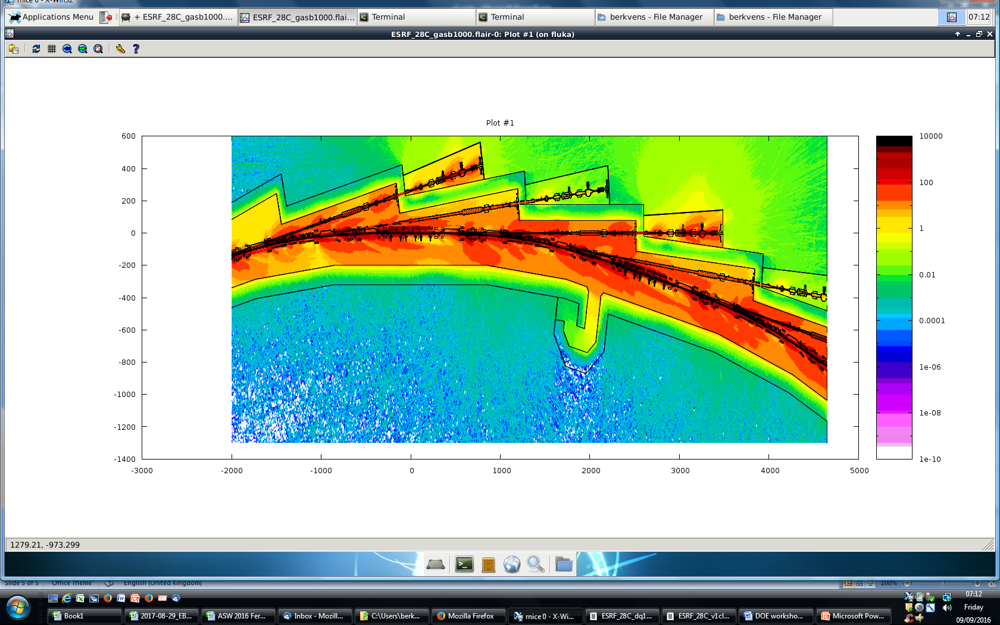 rnice 0 - X-Win32
Applications Menu
+ ESRF_28C_gasb1000....
ESRF_28C_gasb1000.flai...
Terminal
Terminal
berkvens - File Manager
berkvens - File Manager
07:12
ESRF_28C_gasb1000.flair-0: Plot #1 (on fluka)
Plot #1
600
400
200
0
-200
-400
-600
-800
-1000
-1200
-1400
-3000
-2000
-1000
0
1000
2000
3000
4000
5000
10000
100
1
0.01
0.0001
1e-06
1e-08
1e-10
1279.21, -973.299
Slide 5 of 5
"Office Theme"
English (United Kingdom)
100%
07:12
Friday
09/09/2016
Book1
2017-08-29_EB...
ASW 2016 Fer...
Inbox - Mozill...
C:\Users\berk...
Mozilla Firefox
rnice 0 - X-Wi...
ESRF_28C_dq1...
ESRF_28C_v1cl...
DOE worksho...
Microsoft Pow...